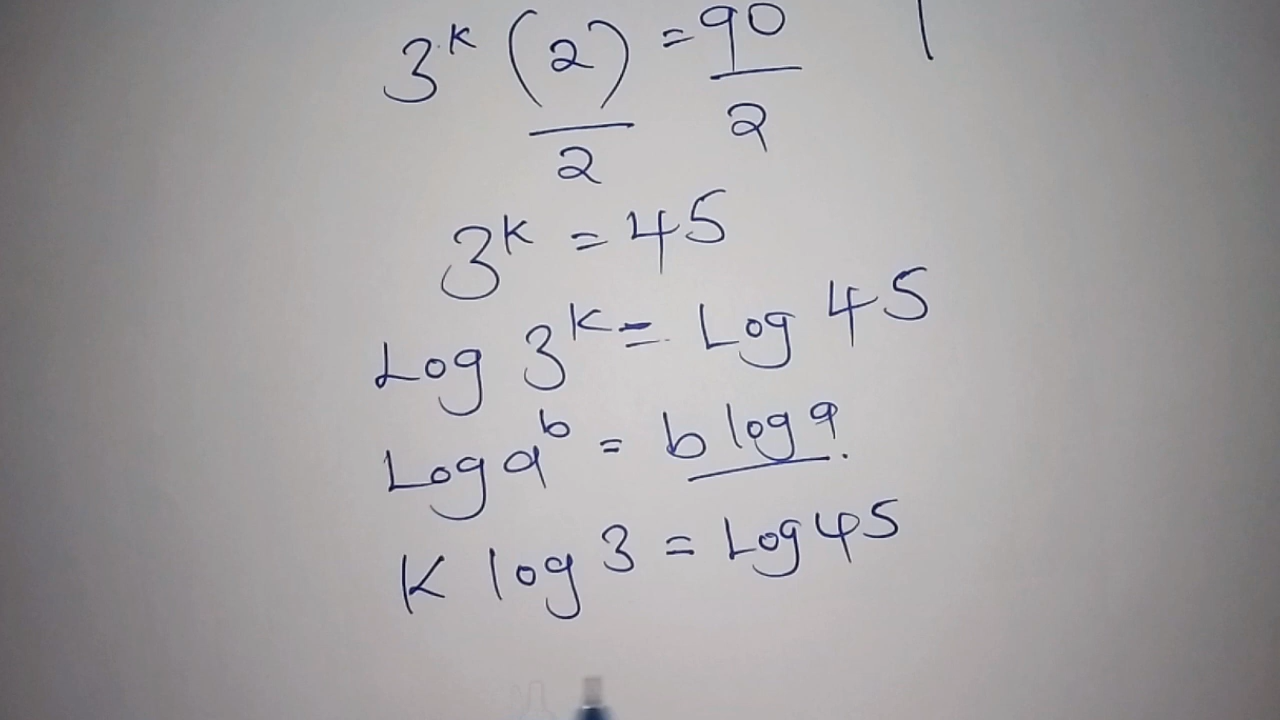 3^k (2)/2 = 90/2
3^k = 45
Log 3^k = Log 45
Log a^b = b log a.
K log 3 = Log 45